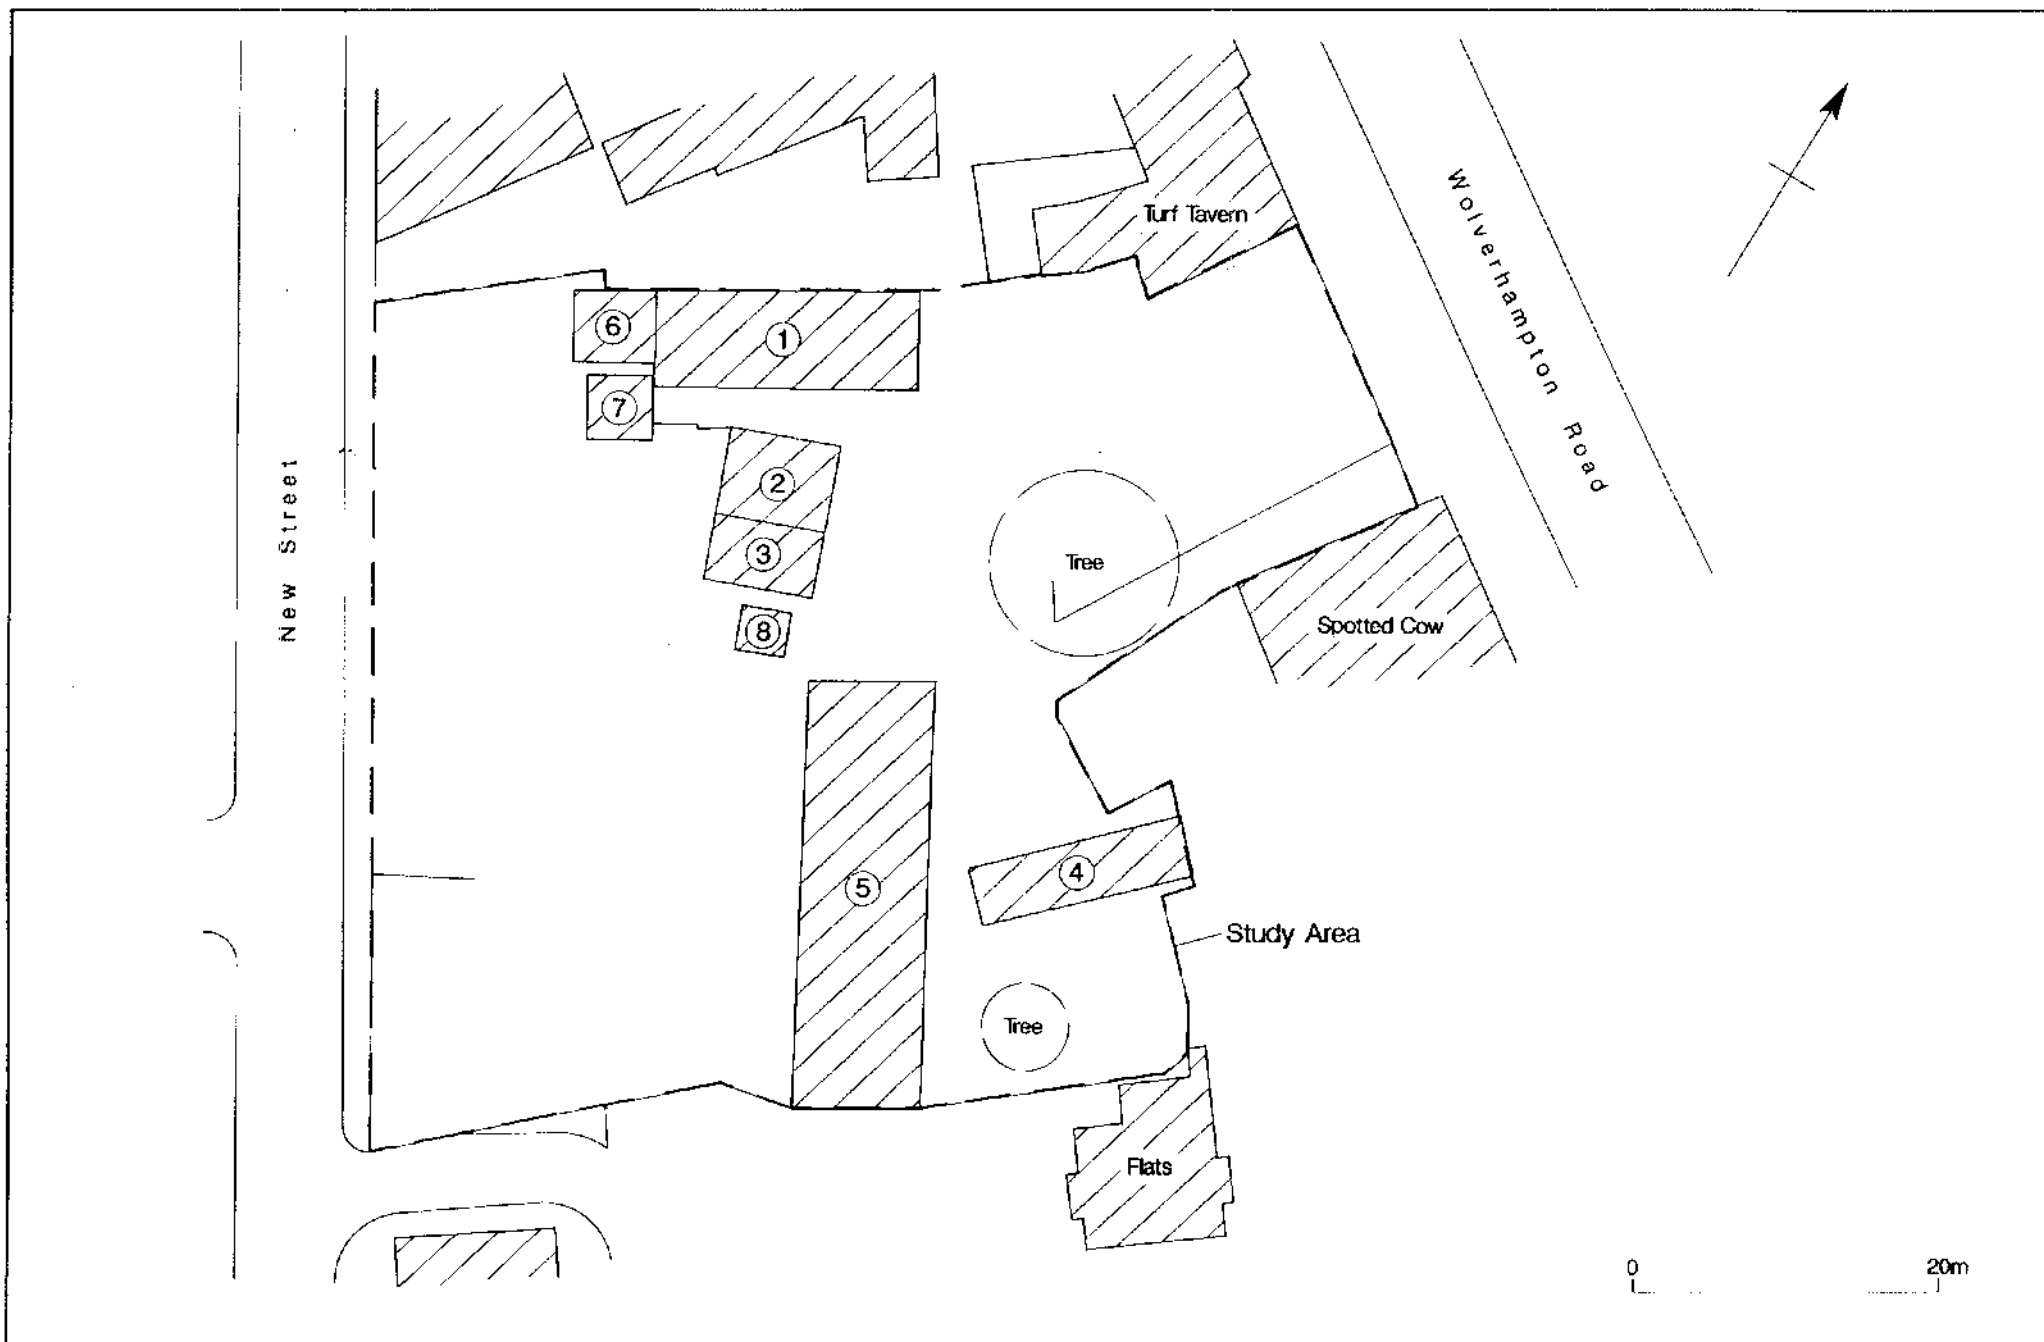 Turf Tavern
Wolverhampton Road
6
1
7
2
New Street
3
Tree
8
Spotted Cow
4
5
Study Area
Tree
Flats
0 20m